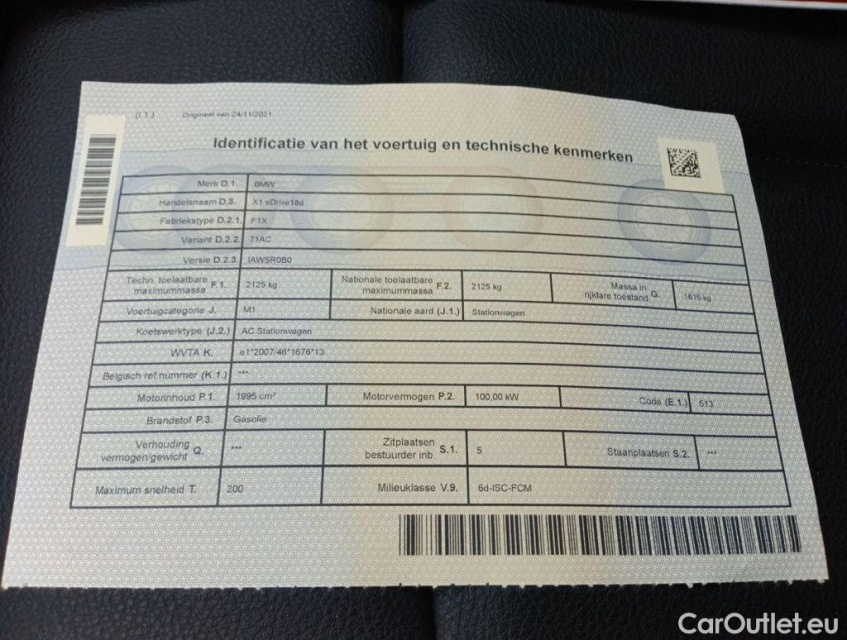 (I.1.) Origineel van 24/11/2021
Identificatie van het voertuig en technische kenmerken
Merk D.1. BMW
Handelsnaam D.3. X1 sDrive18d
Fabriekstype D.2.1. F1X
Variant D.2.2. 71AC
Versie D.2.3. IAW5R0B0
Techn. toelaatbare maximummassa F.1. 2125 kg Nationale toelaatbare maximummassa F.2. 2125 kg Massa in rijklare toestand G. 1615 kg
Voertuigcategorie J. M1 Nationale aard (J.1.) Stationwagen
Koetswerktype (J.2.) AC Stationwagen
WVTA K. e1*2007/46*1676*13
Belgisch ref.nummer (K.1.) ***
Motorinhoud P.1. 1995 cm³ Motorvermogen P.2. 100,00 kW Code (E.1.) 513
Brandstof P.3. Gasolie
Verhouding vermogen/gewicht Q. *** Zitplaatsen bestuurder inb. S.1. 5 Staanplaatsen S.2. ***
Maximum snelheid T. 200 Milieuklasse V.9. 6d-ISC-FCM
CarOutlet.eu